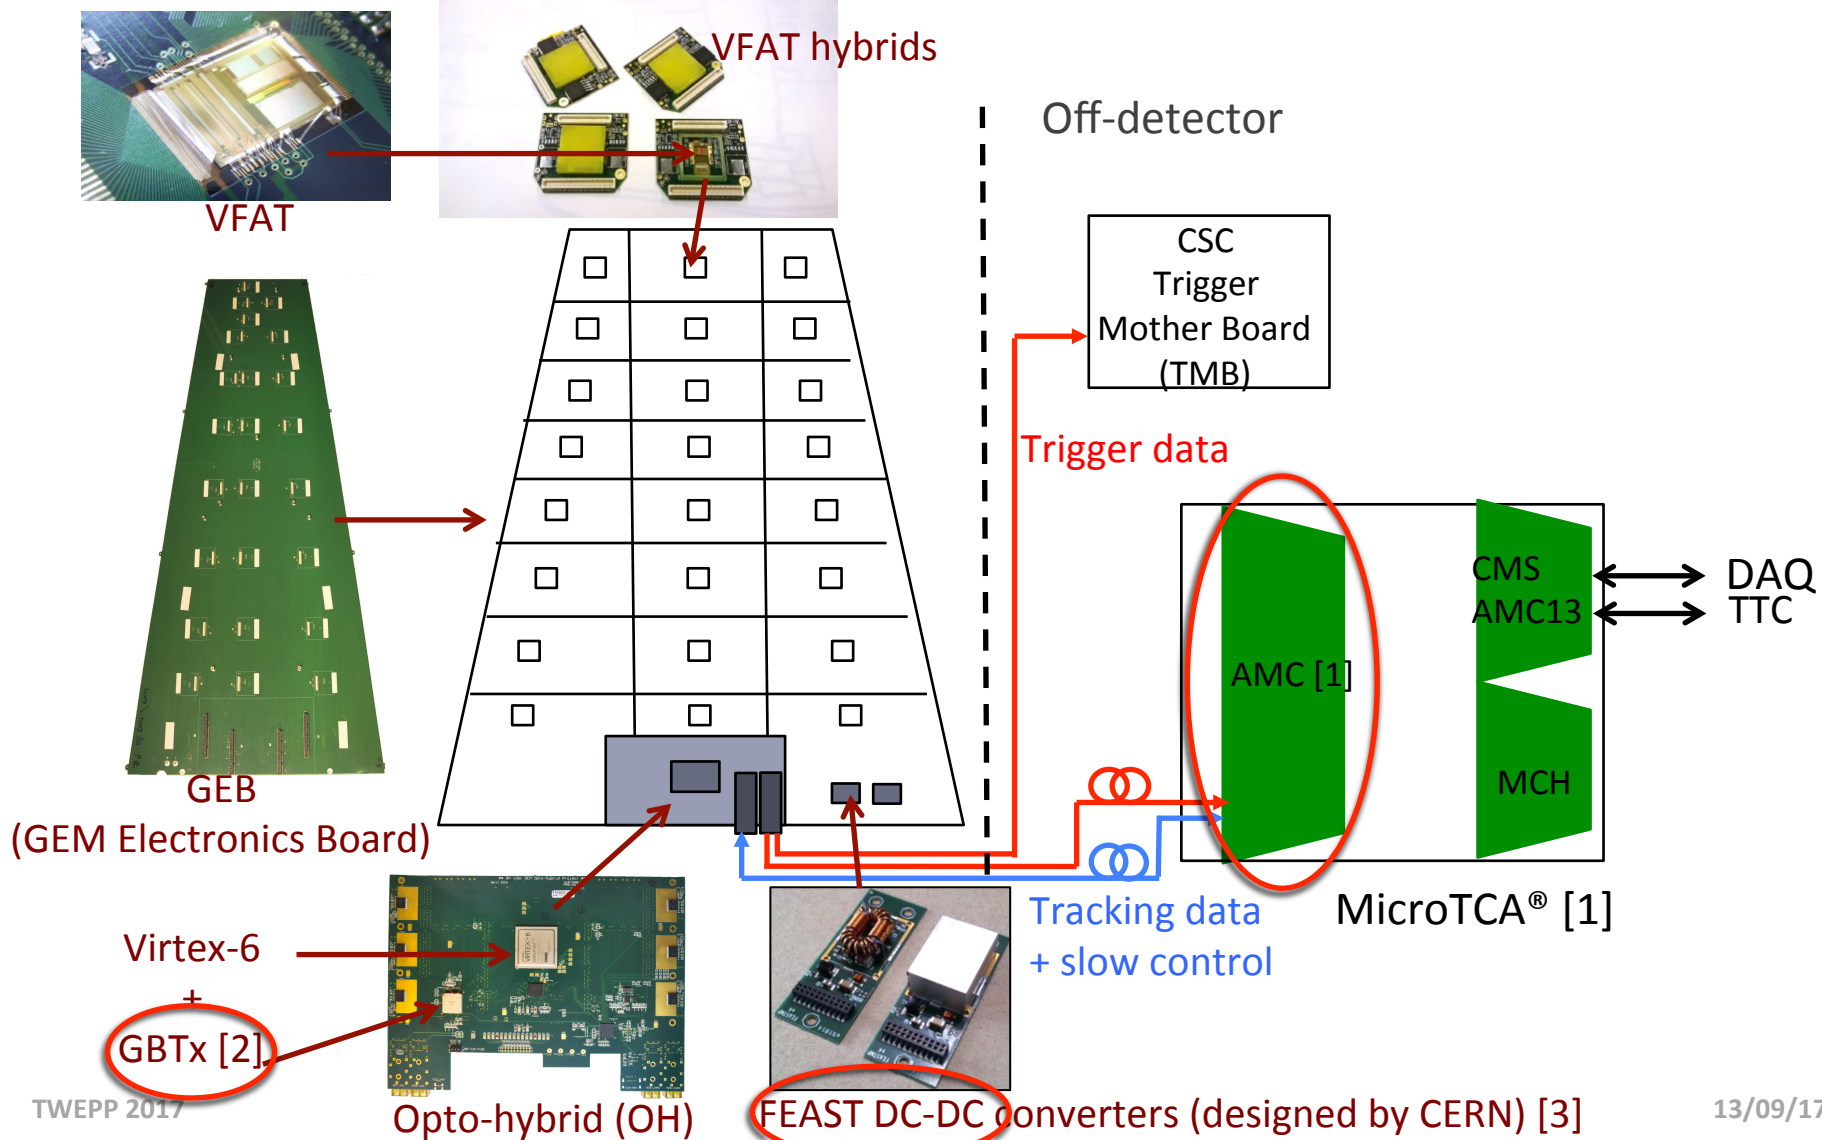 VFAT hybrids
VFAT
Off-detector
CSC
Trigger
Mother Board
(TMB)
Trigger data
GEB
(GEM Electronics Board)
CMS
AMC13
DAQ
TTC
AMC [1]
MCH
MicroTCA® [1]
Tracking data
+ slow control
Virtex-6
+
GBTx [2]
VIRTEX-6
Opto-hybrid (OH)
FEAST DC-DC converters (designed by CERN) [3]
TWEPP 2017
13/09/17